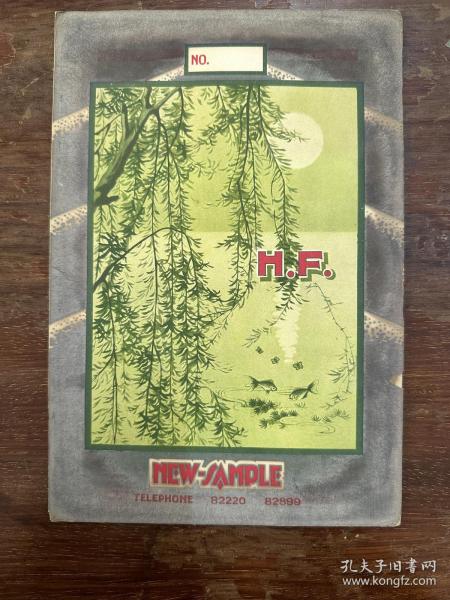 NO.
H.F.
NEW-SAMPLE
TELEPHONE 82220 82899
孔夫子旧书网
www.kongfz.com